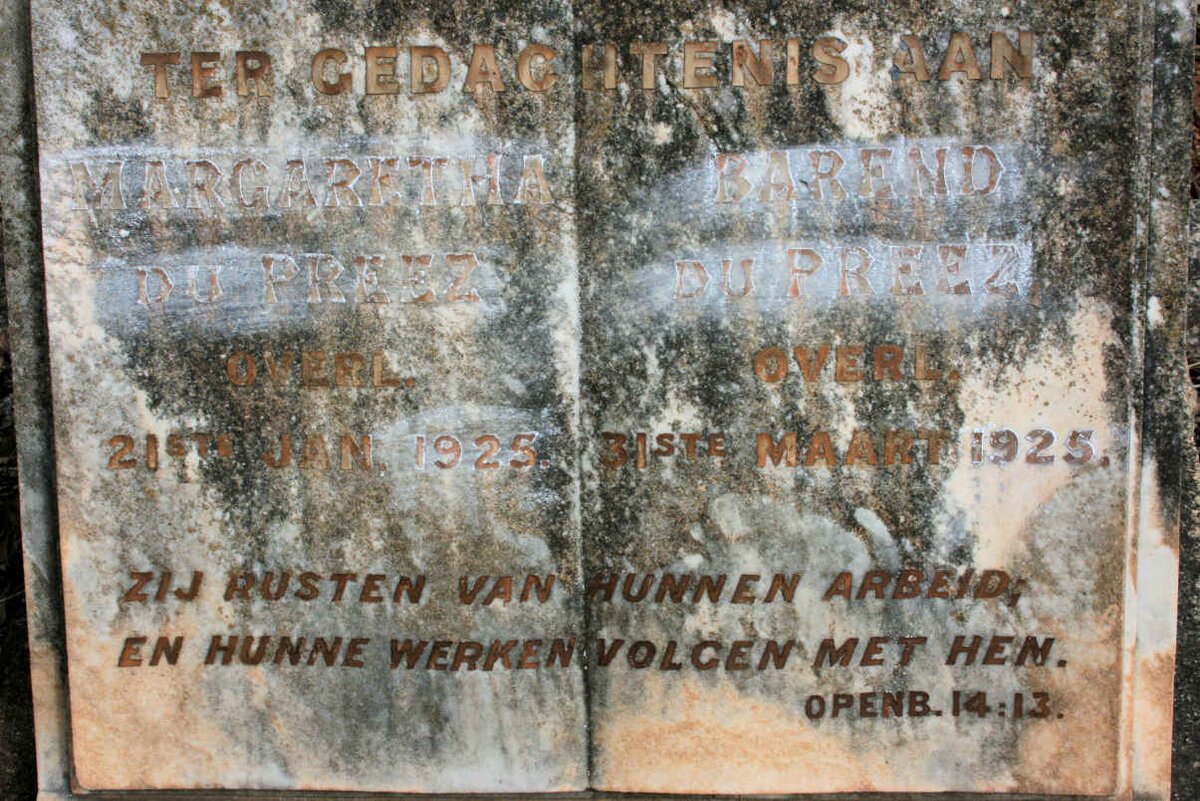 TER GEDACHTENIS AAN
MARGARETHA
DU PREEZ
OVERL.
21STE JAN. 1925.
BAREND
DU PREEZ
OVERL.
31STE MAART 1925.
ZIJ RUSTEN VAN HUNNEN ARBEID;
EN HUNNE WERKEN VOLGEN MET HEN.
OPENB. 14:13.